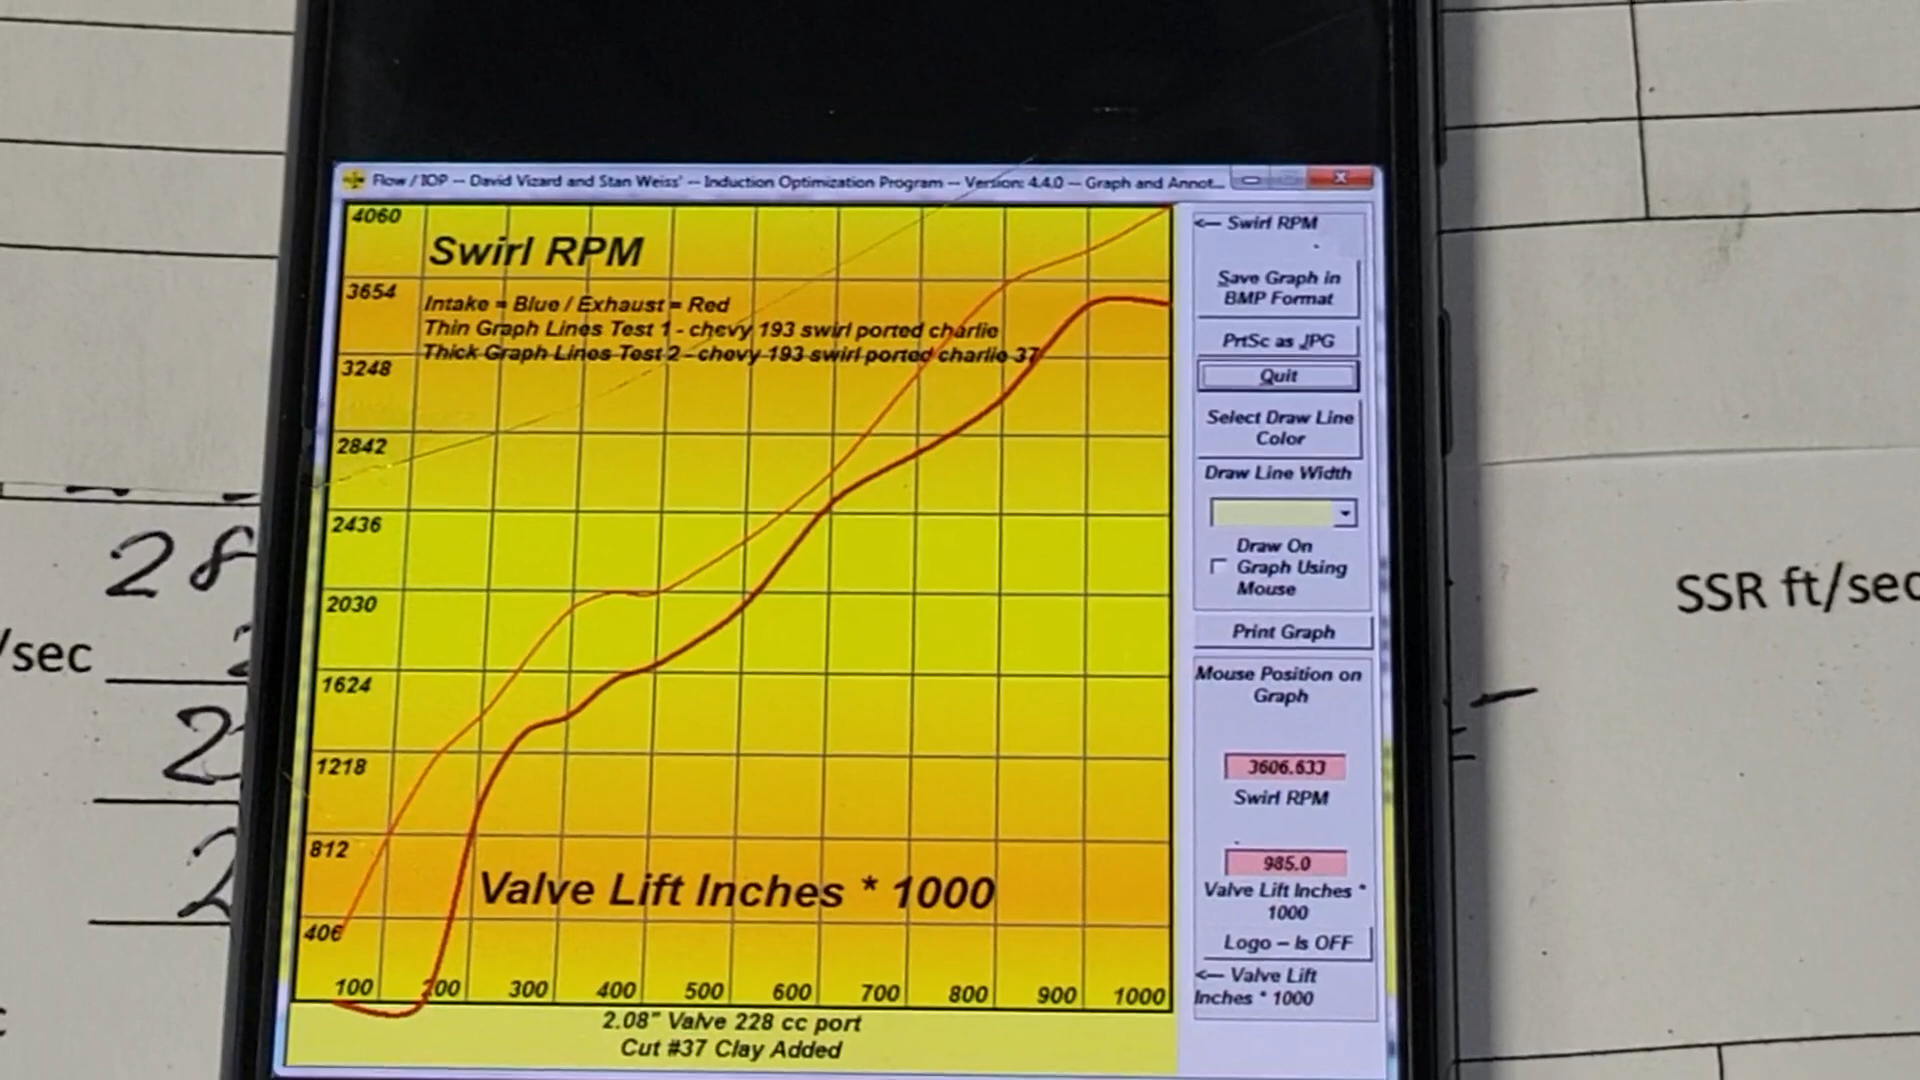 Flow / IOP -- David Vizard and Stan Weiss' -- Induction Optimization Program -- Version: 4.4.0 -- Graph and Annot...
4060
3654
3248
2842
2436
2030
1624
1218
812
406
Swirl RPM
Intake = Blue / Exhaust = Red
Thin Graph Lines Test 1 - chevy 193 swirl ported charlie
Thick Graph Lines Test 2 - chevy 193 swirl ported charlie 37
Valve Lift Inches * 1000
100 200 300 400 500 600 700 800 900 1000
2.08" Valve 228 cc port
Cut #37 Clay Added
<-- Swirl RPM
Save Graph in
BMP Format
PrtSc as JPG
Quit
Select Draw Line
Color
Draw Line Width
Draw On
Graph Using
Mouse
Print Graph
Mouse Position on
Graph
3606.633
Swirl RPM
985.0
Valve Lift Inches *
1000
Logo -- Is OFF
<-- Valve Lift
Inches * 1000
28
/sec
2
2
SSR ft/sec